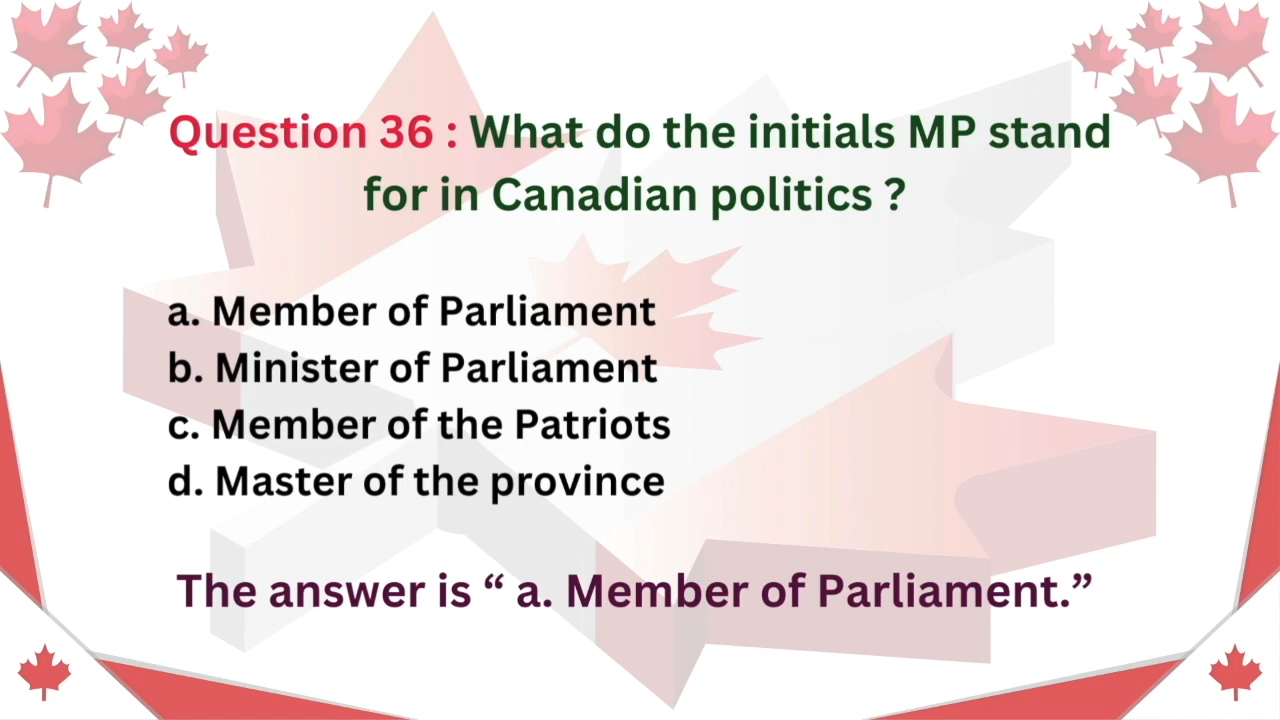 Question 36 : What do the initials MP stand
for in Canadian politics ?
a. Member of Parliament
b. Minister of Parliament
c. Member of the Patriots
d. Master of the province
The answer is “ a. Member of Parliament.”